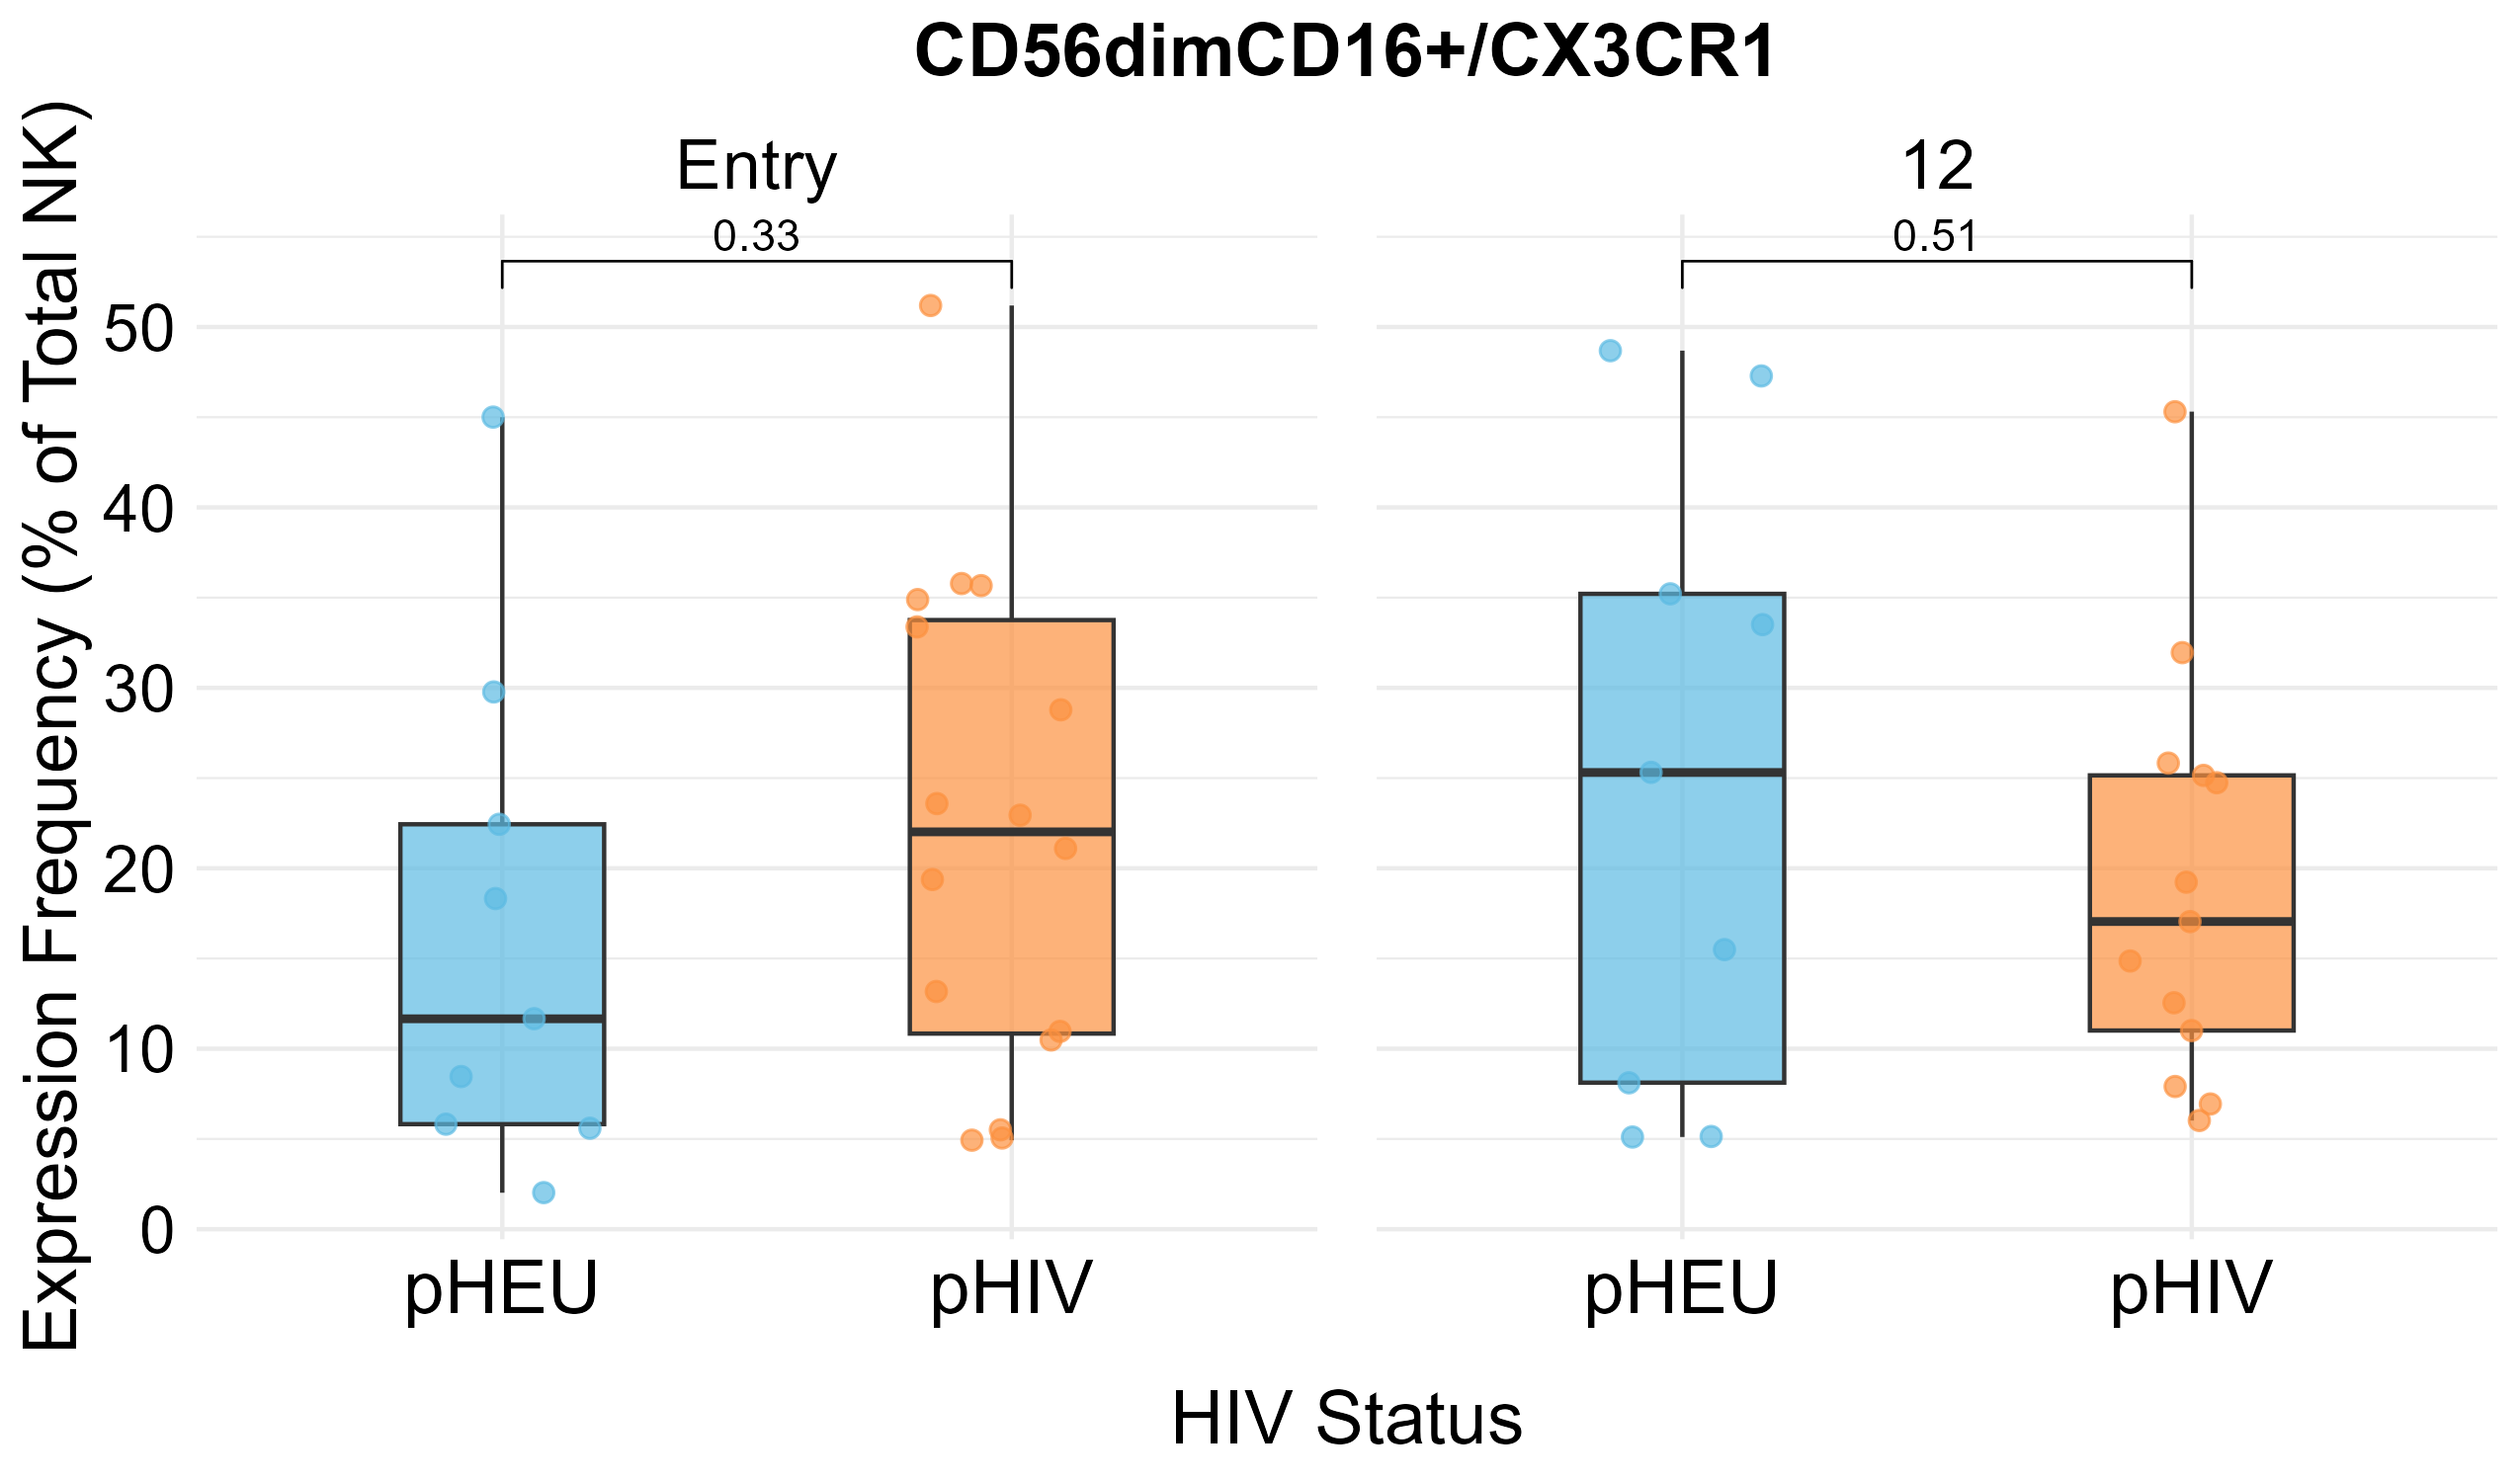 CD56dimCD16+/CX3CR1
Expression Frequency (% of Total NK)
Entry
12
0.33
0.51
50
40
30
20
10
0
pHEU
pHIV
pHEU
pHIV
HIV Status